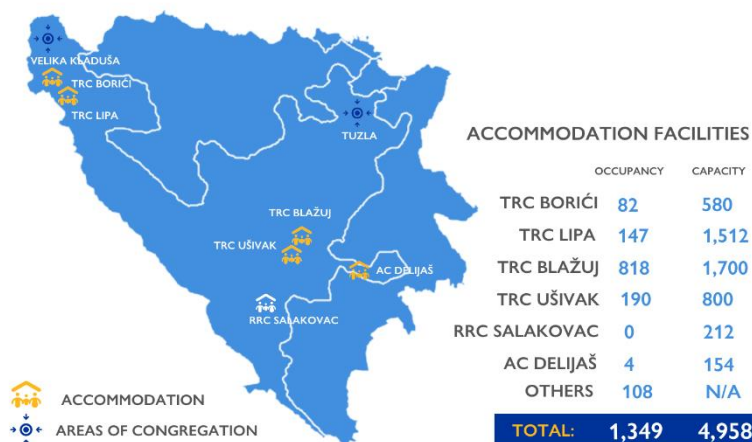 VELIKA KLADUŠA
TRC BORIĆI
TRC LIPA
TUZLA
TRC BLAŽUJ
TRC UŠIVAK
AC DELIJAŠ
RRC SALAKOVAC
ACCOMMODATION
AREAS OF CONGREGATION
ACCOMMODATION FACILITIES
OCCUPANCY CAPACITY
TRC BORIĆI 82 580
TRC LIPA 147 1,512
TRC BLAŽUJ 818 1,700
TRC UŠIVAK 190 800
RRC SALAKOVAC 0 212
AC DELIJAŠ 4 154
OTHERS 108 N/A
TOTAL: 1,349 4,958